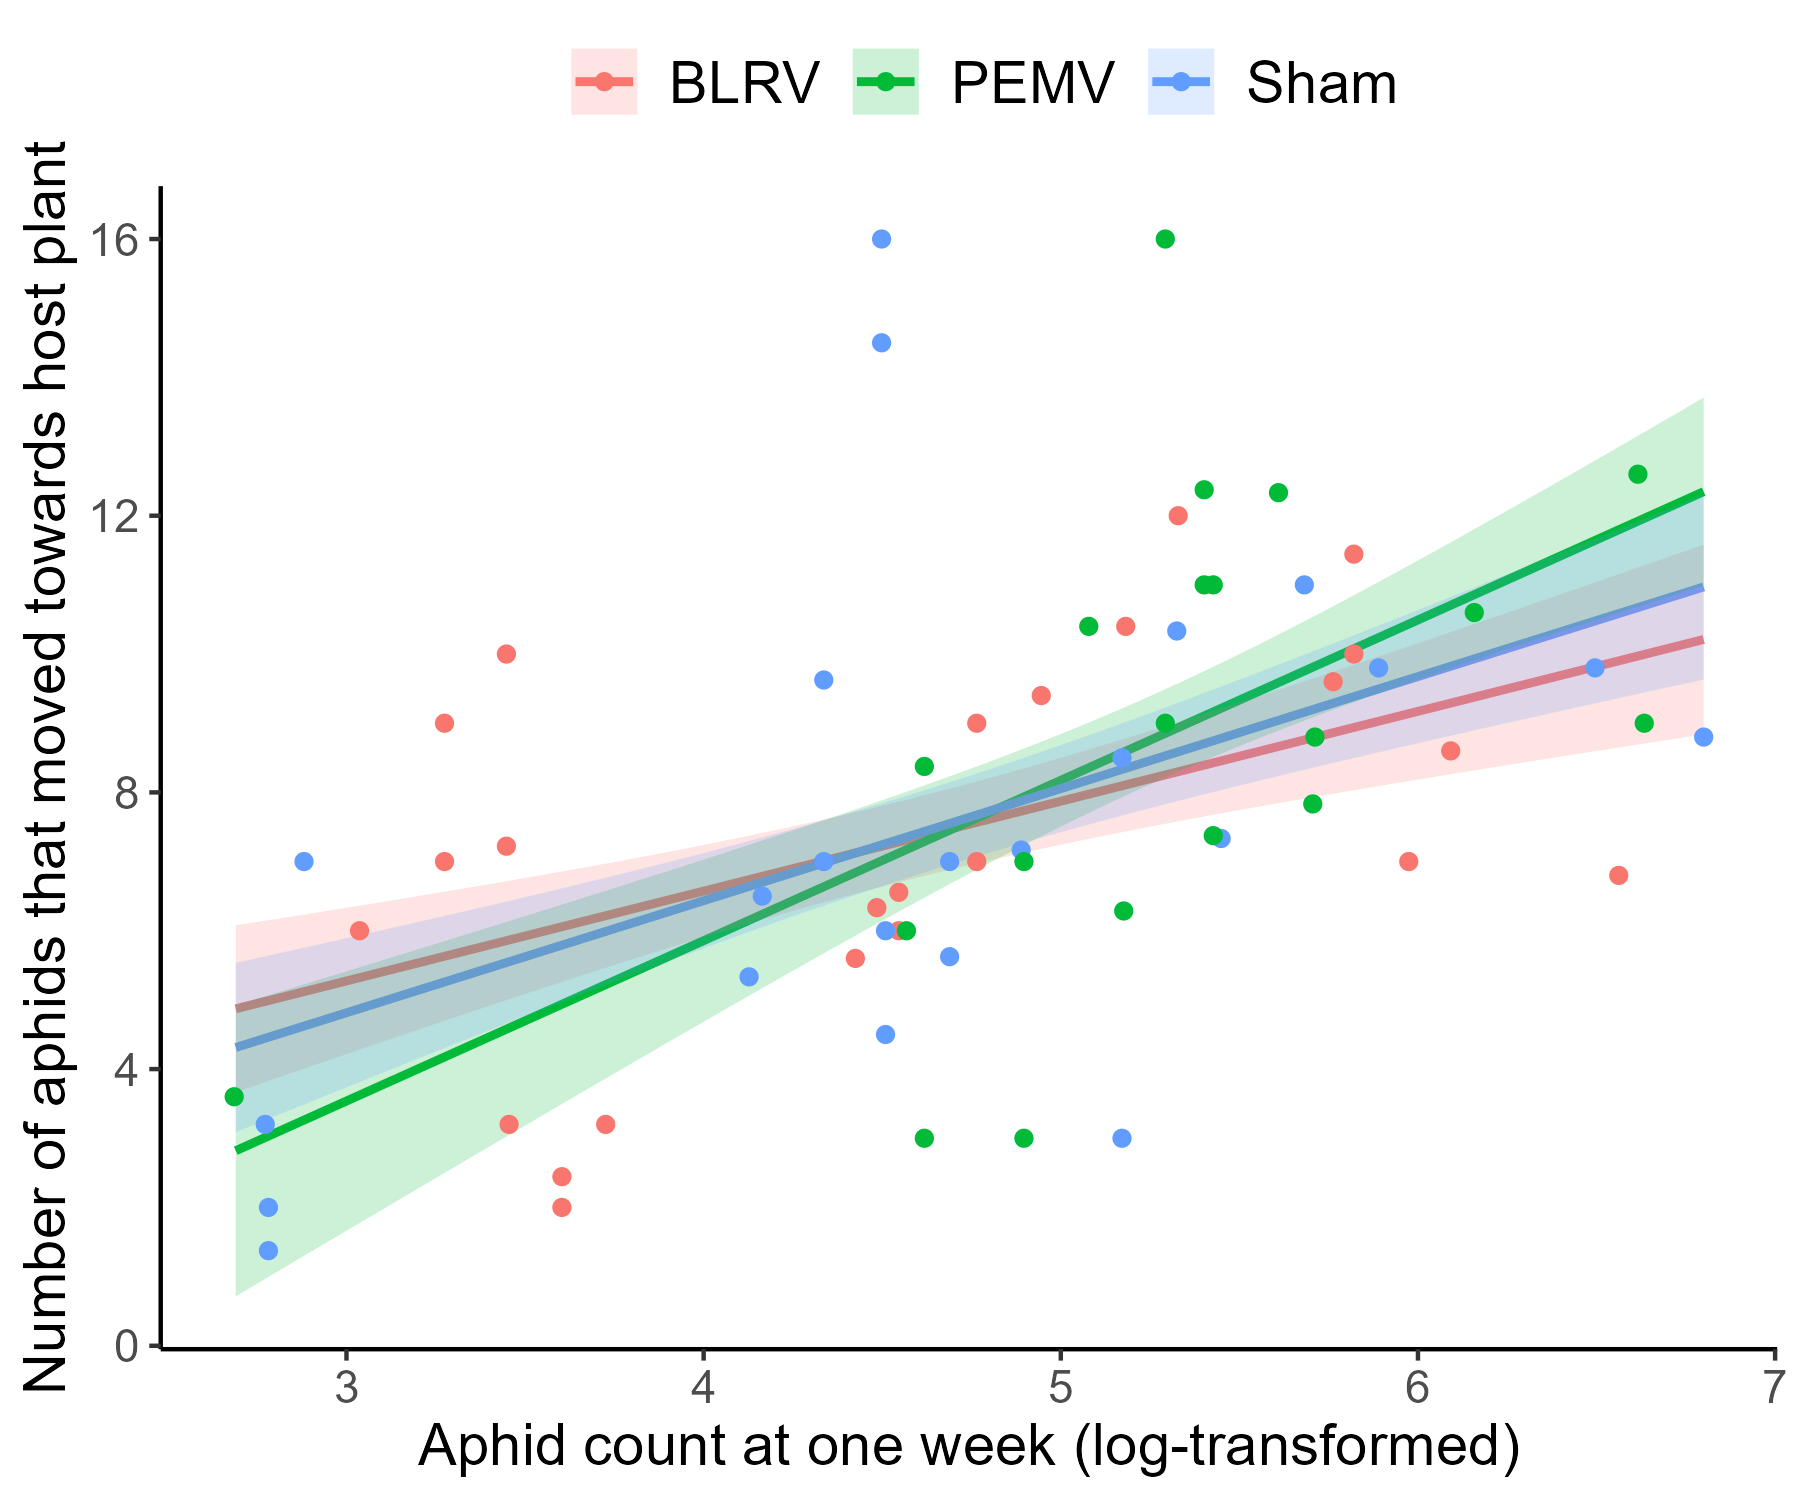 BLRV PEMV Sham
Number of aphids that moved towards host plant
16
12
8
4
0
3 4 5 6 7
Aphid count at one week (log-transformed)